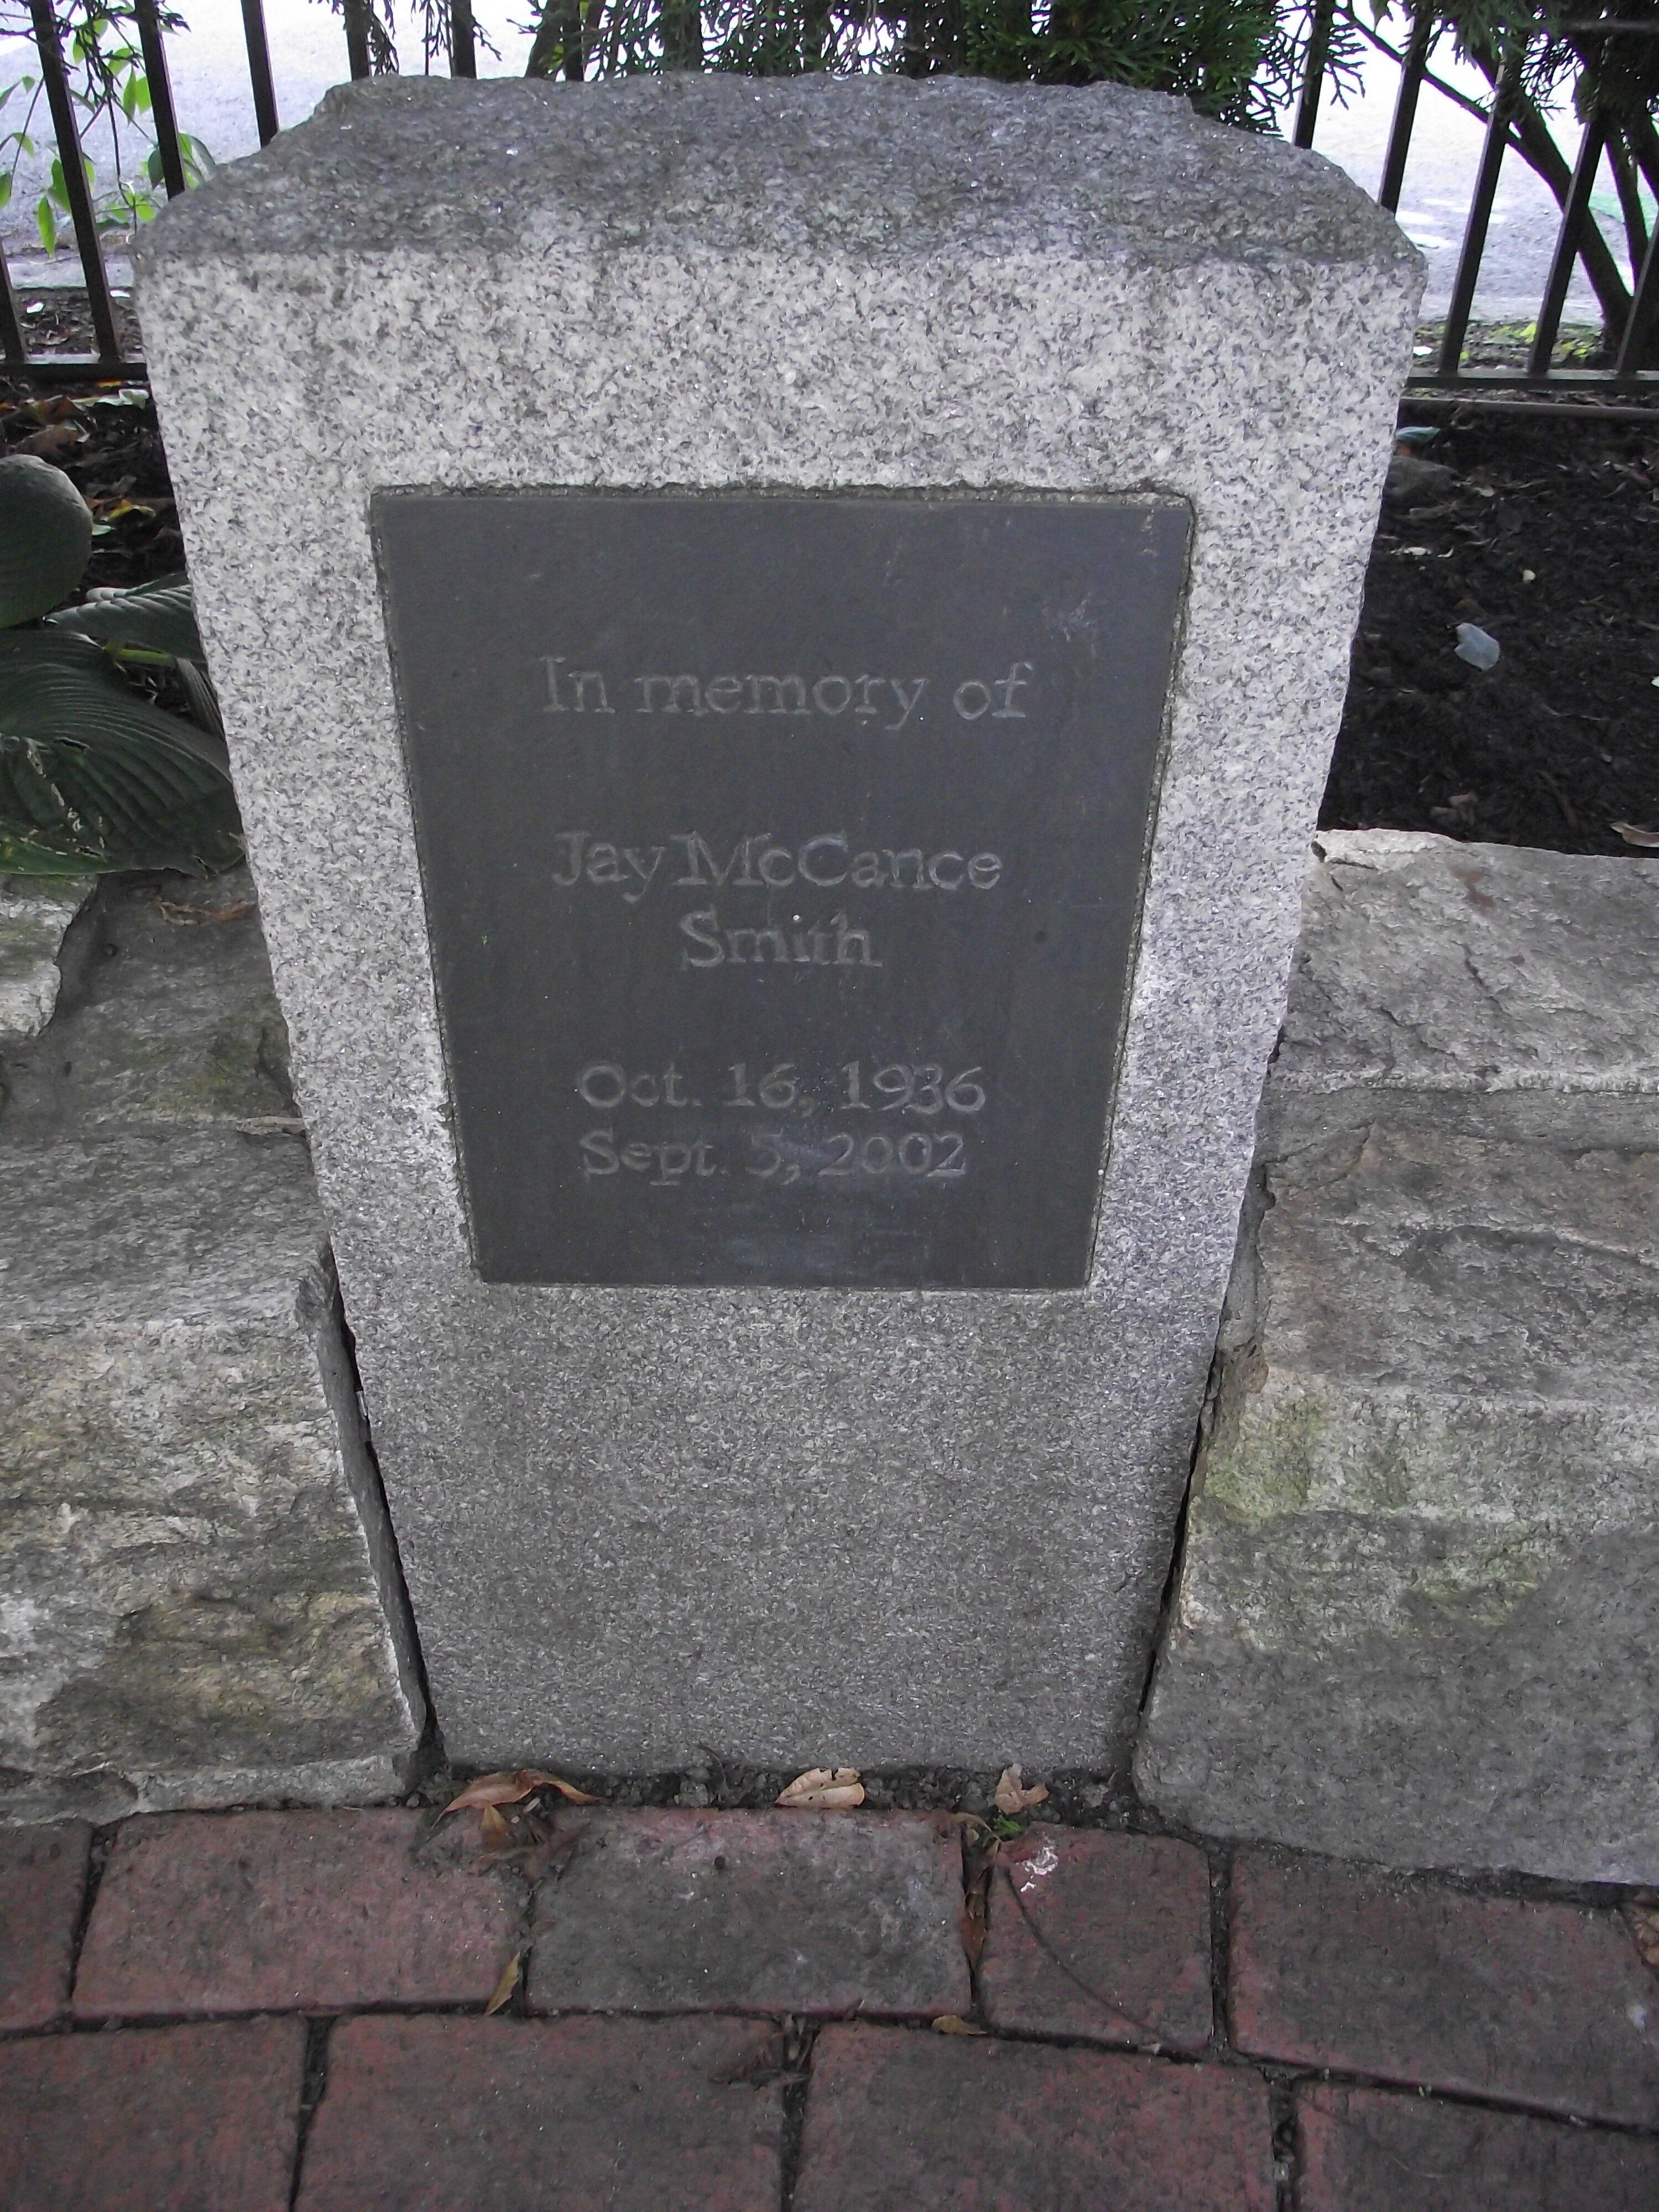 In memory of
Jay McCance
Smith
Oct. 16, 1936
Sept. 5, 2002